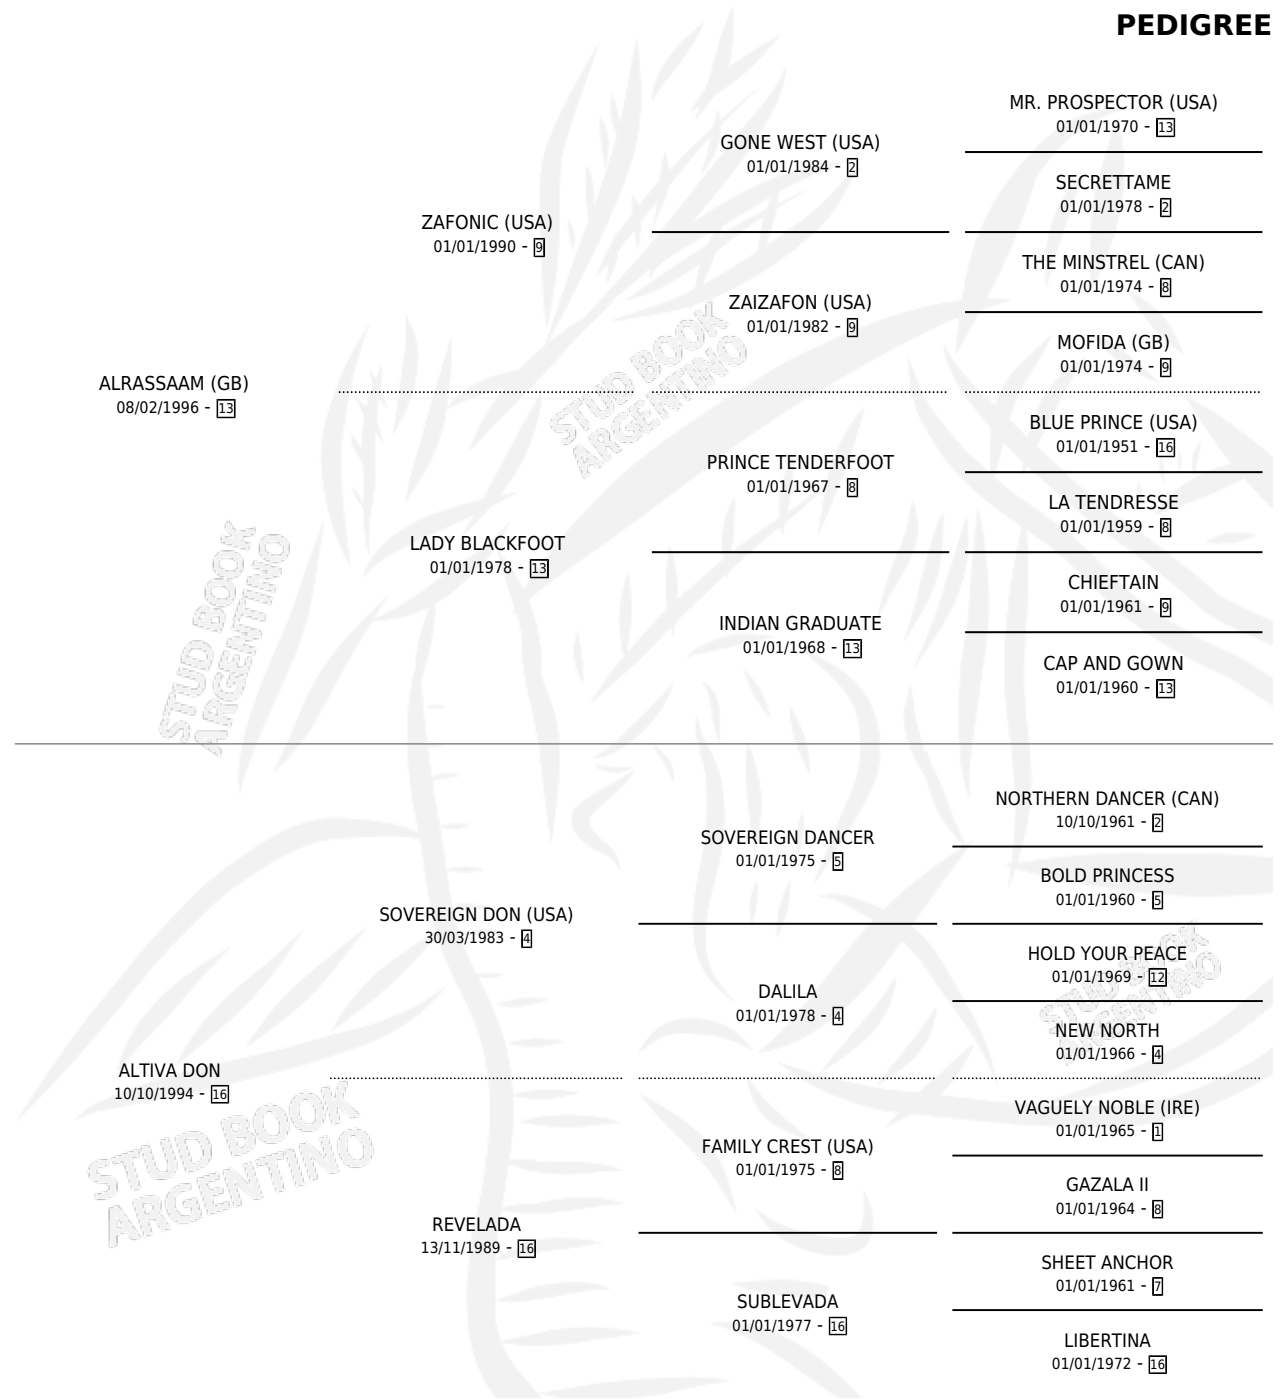 PEDIGREE
MR. PROSPECTOR (USA)
01/01/1970 - 13
GONE WEST (USA)
01/01/1984 - 2
SECRETTAME
01/01/1978 - 2
ZAFONIC (USA)
01/01/1990 - 9
THE MINSTREL (CAN)
01/01/1974 - 8
ZAIZAFON (USA)
01/01/1982 - 9
MOFIDA (GB)
01/01/1974 - 9
ALRASSAAM (GB)
08/02/1996 - 13
BLUE PRINCE (USA)
01/01/1951 - 16
PRINCE TENDERFOOT
01/01/1967 - 8
LA TENDRESSE
01/01/1959 - 8
LADY BLACKFOOT
01/01/1978 - 13
CHIEFTAIN
01/01/1961 - 9
INDIAN GRADUATE
01/01/1968 - 13
CAP AND GOWN
01/01/1960 - 13
NORTHERN DANCER (CAN)
10/10/1961 - 2
SOVEREIGN DANCER
01/01/1975 - 5
BOLD PRINCESS
01/01/1960 - 5
SOVEREIGN DON (USA)
30/03/1983 - 4
HOLD YOUR PEACE
01/01/1969 - 12
DALILA
01/01/1978 - 4
NEW NORTH
01/01/1966 - 4
ALTIVA DON
10/10/1994 - 16
VAGUELY NOBLE (IRE)
01/01/1965 - 1
FAMILY CREST (USA)
01/01/1975 - 8
GAZALA II
01/01/1964 - 8
REVELADA
13/11/1989 - 16
SHEET ANCHOR
01/01/1961 - 7
SUBLEVADA
01/01/1977 - 16
LIBERTINA
01/01/1972 - 16
STUD BOOK
ARGENTINO
STUD BOOK
ARGENTINO
STUD BOOK
ARGENTINO
STUD BOOK
ARGENTINO